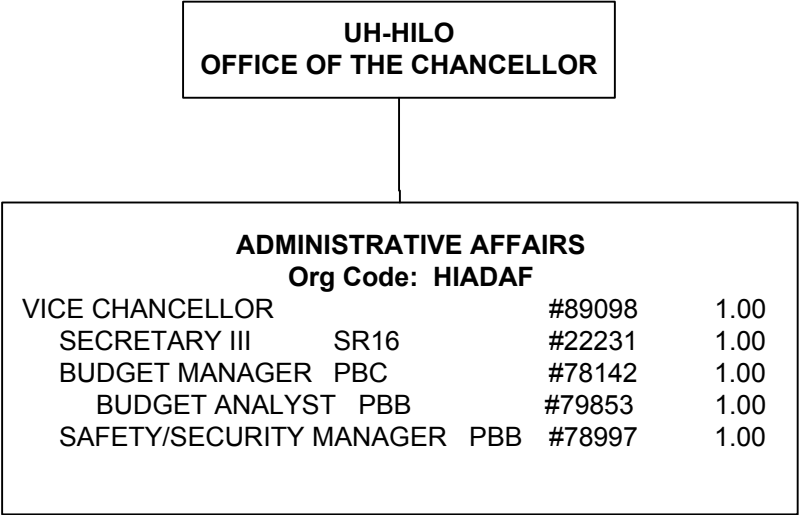 UH-HILO
OFFICE OF THE CHANCELLOR
ADMINISTRATIVE AFFAIRS
Org Code: HIADAF
VICE CHANCELLOR #89098 1.00
SECRETARY III SR16 #22231 1.00
BUDGET MANAGER PBC #78142 1.00
BUDGET ANALYST PBB #79853 1.00
SAFETY/SECURITY MANAGER PBB #78997 1.00